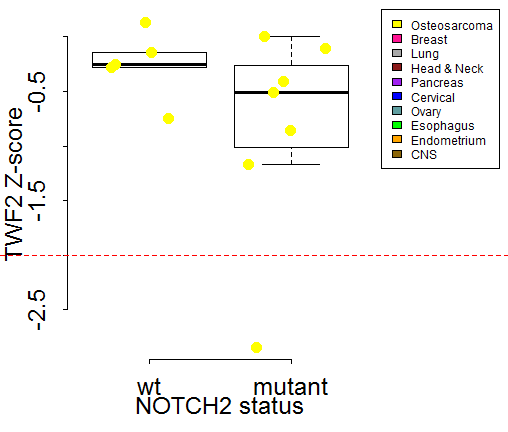 TWF2 Z-score
-0.5
-1.5
-2.5
wt
mutant
NOTCH2 status
Osteosarcoma
Breast
Lung
Head & Neck
Pancreas
Cervical
Ovary
Esophagus
Endometrium
CNS